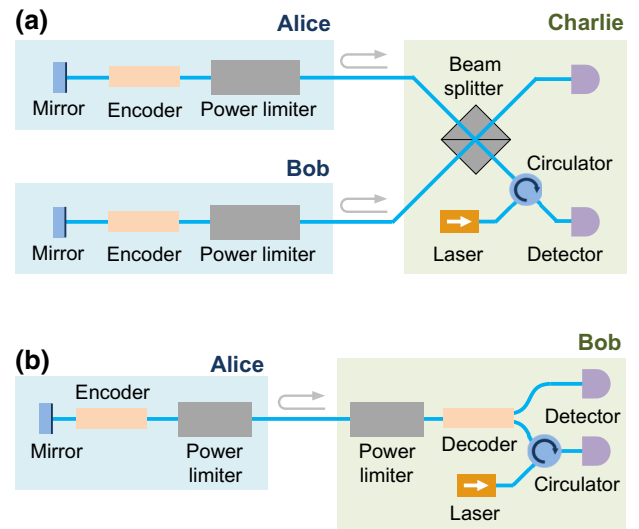 (a)
Alice
Charlie
Mirror
Encoder
Power limiter
Beam
splitter
Bob
Circulator
Mirror
Encoder
Power limiter
Laser
Detector
(b)
Alice
Bob
Encoder
Mirror
Power
limiter
Power
limiter
Decoder
Detector
Laser
Circulator